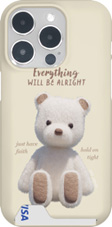 Everything
WILL BE ALRIGHT
just have hold on
faith tight
VISA